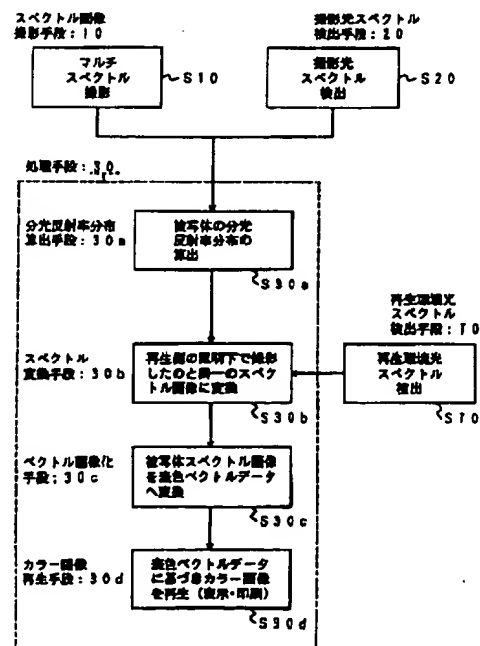 スペクトル画像
撮影手段:10
マルチ
スペクトル
撮影
S10
撮影光スペクトル
検出手段:20
撮影光
スペクトル
検出
S20
処理手段:30
分光反射率分布
算出手段:30a
被写体の分光
反射率分布の
算出
S30a
再生環境光
スペクトル
検出手段:70
再生環境光
スペクトル
検出
S70
スペクトル
変換手段:30b
再生側の照明下で撮影
したのと同一のスペク
トル画像に変換
S30b
ベクトル画像化
手段:30c
被写体スペクトル画像
を表色ベクトルデータ
へ変換
S30c
カラー画像
再生手段:30d
表色ベクトルデータ
に基づきカラー画像
を再生(表示・印刷)
S30d